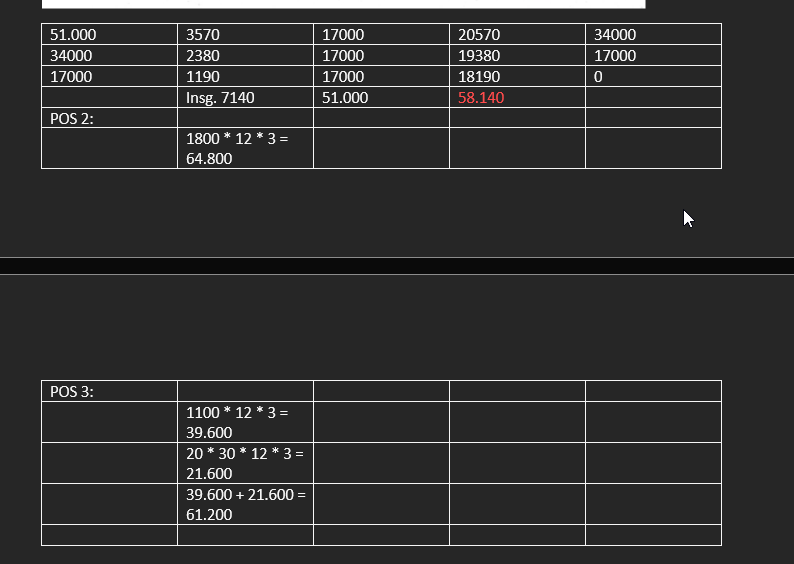 51.000 3570 17000 20570 34000
34000 2380 17000 19380 17000
17000 1190 17000 18190 0
Insg. 7140 51.000 58.140
POS 2:
1800 * 12 * 3 =
64.800
POS 3:
1100 * 12 * 3 =
39.600
20 * 30 * 12 * 3 =
21.600
39.600 + 21.600 =
61.200